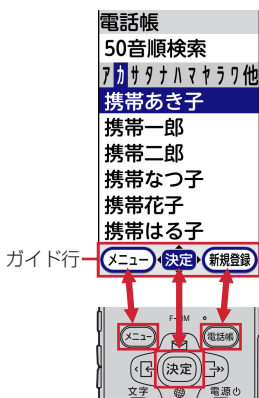 電話帳
50音順検索
アカサタナハマヤラワ他
携帯あき子
携帯一郎
携帯二郎
携帯なつ子
携帯花子
携帯はる子
ガイド行
メニュー 決定 新規登録
メニュー 電話帳
決定
文字 電源